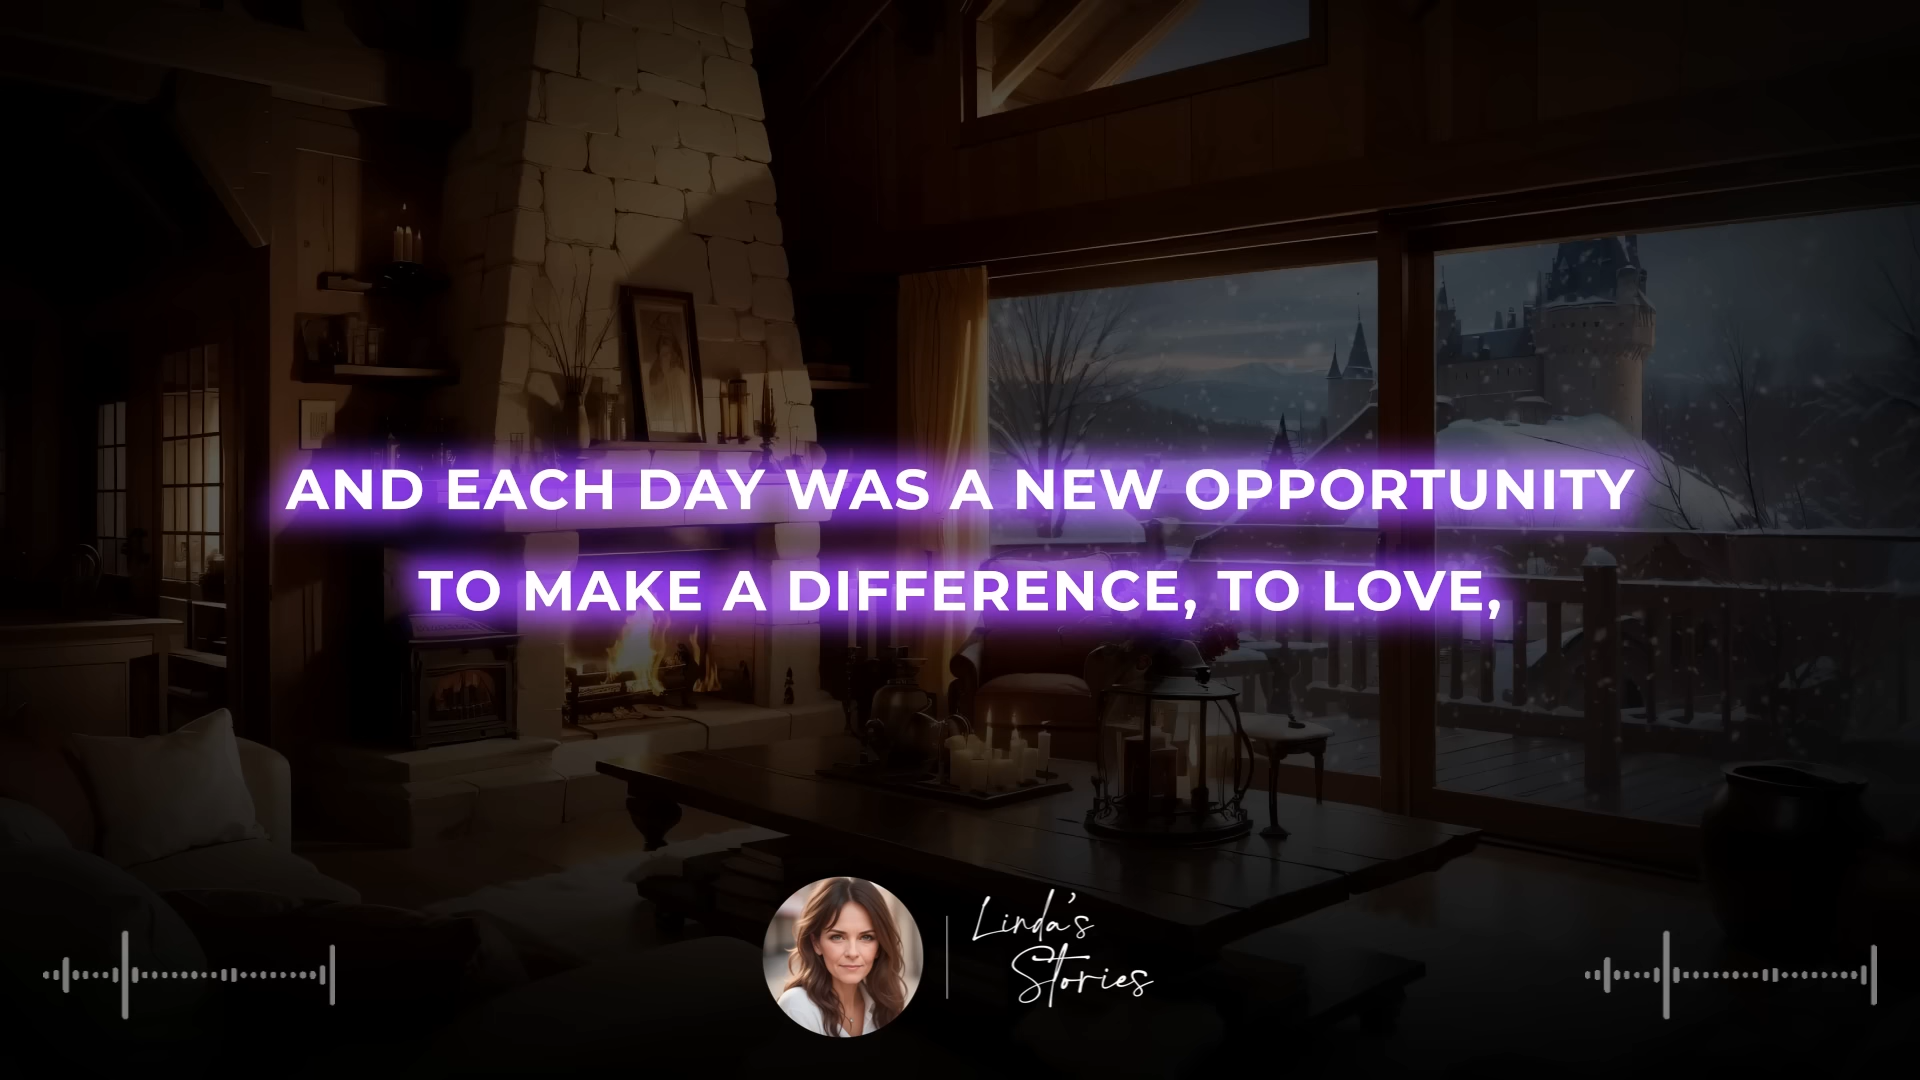 AND EACH DAY WAS A NEW OPPORTUNITY
TO MAKE A DIFFERENCE, TO LOVE,
Linda's
Stories